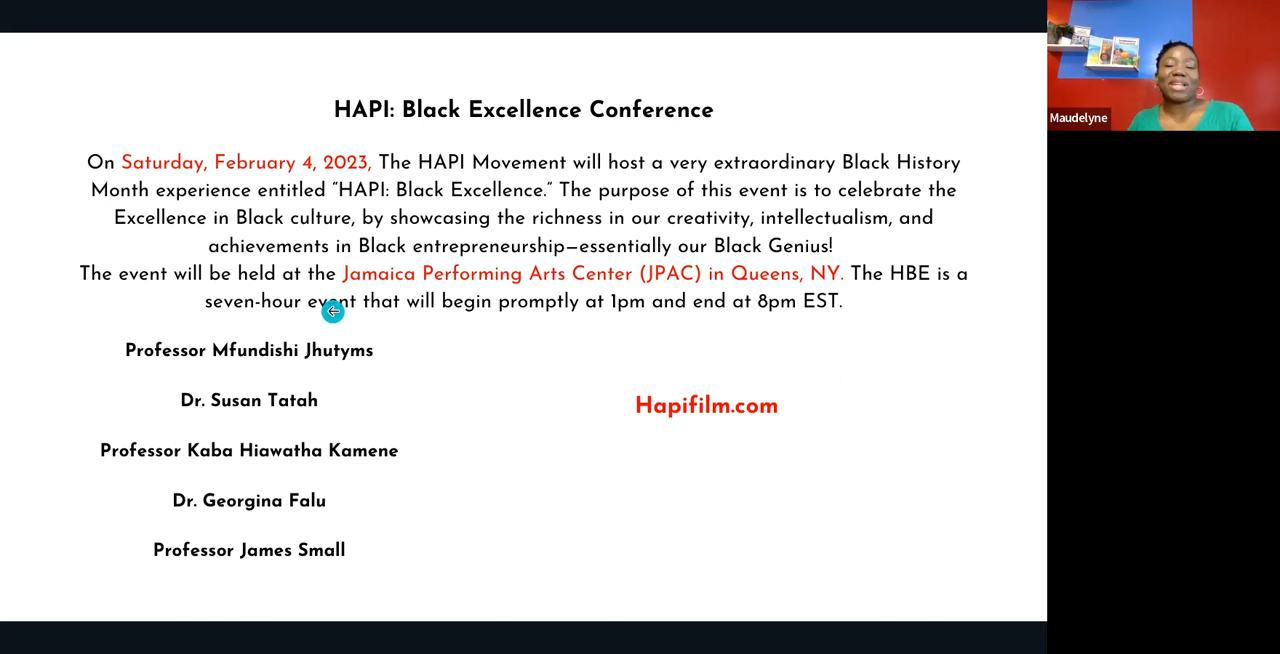 HAPI: Black Excellence Conference
On Saturday, February 4, 2023, The HAPI Movement will host a very extraordinary Black History
Month experience entitled “HAPI: Black Excellence.” The purpose of this event is to celebrate the
Excellence in Black culture, by showcasing the richness in our creativity, intellectualism, and
achievements in Black entrepreneurship—essentially our Black Genius!
The event will be held at the Jamaica Performing Arts Center (JPAC) in Queens, NY. The HBE is a
seven-hour event that will begin promptly at 1pm and end at 8pm EST.
Professor Mfundishi Jhutyms
Dr. Susan Tatah
Professor Kaba Hiawatha Kamene
Dr. Georgina Falu
Professor James Small
Hapifilm.com
Maudelyne